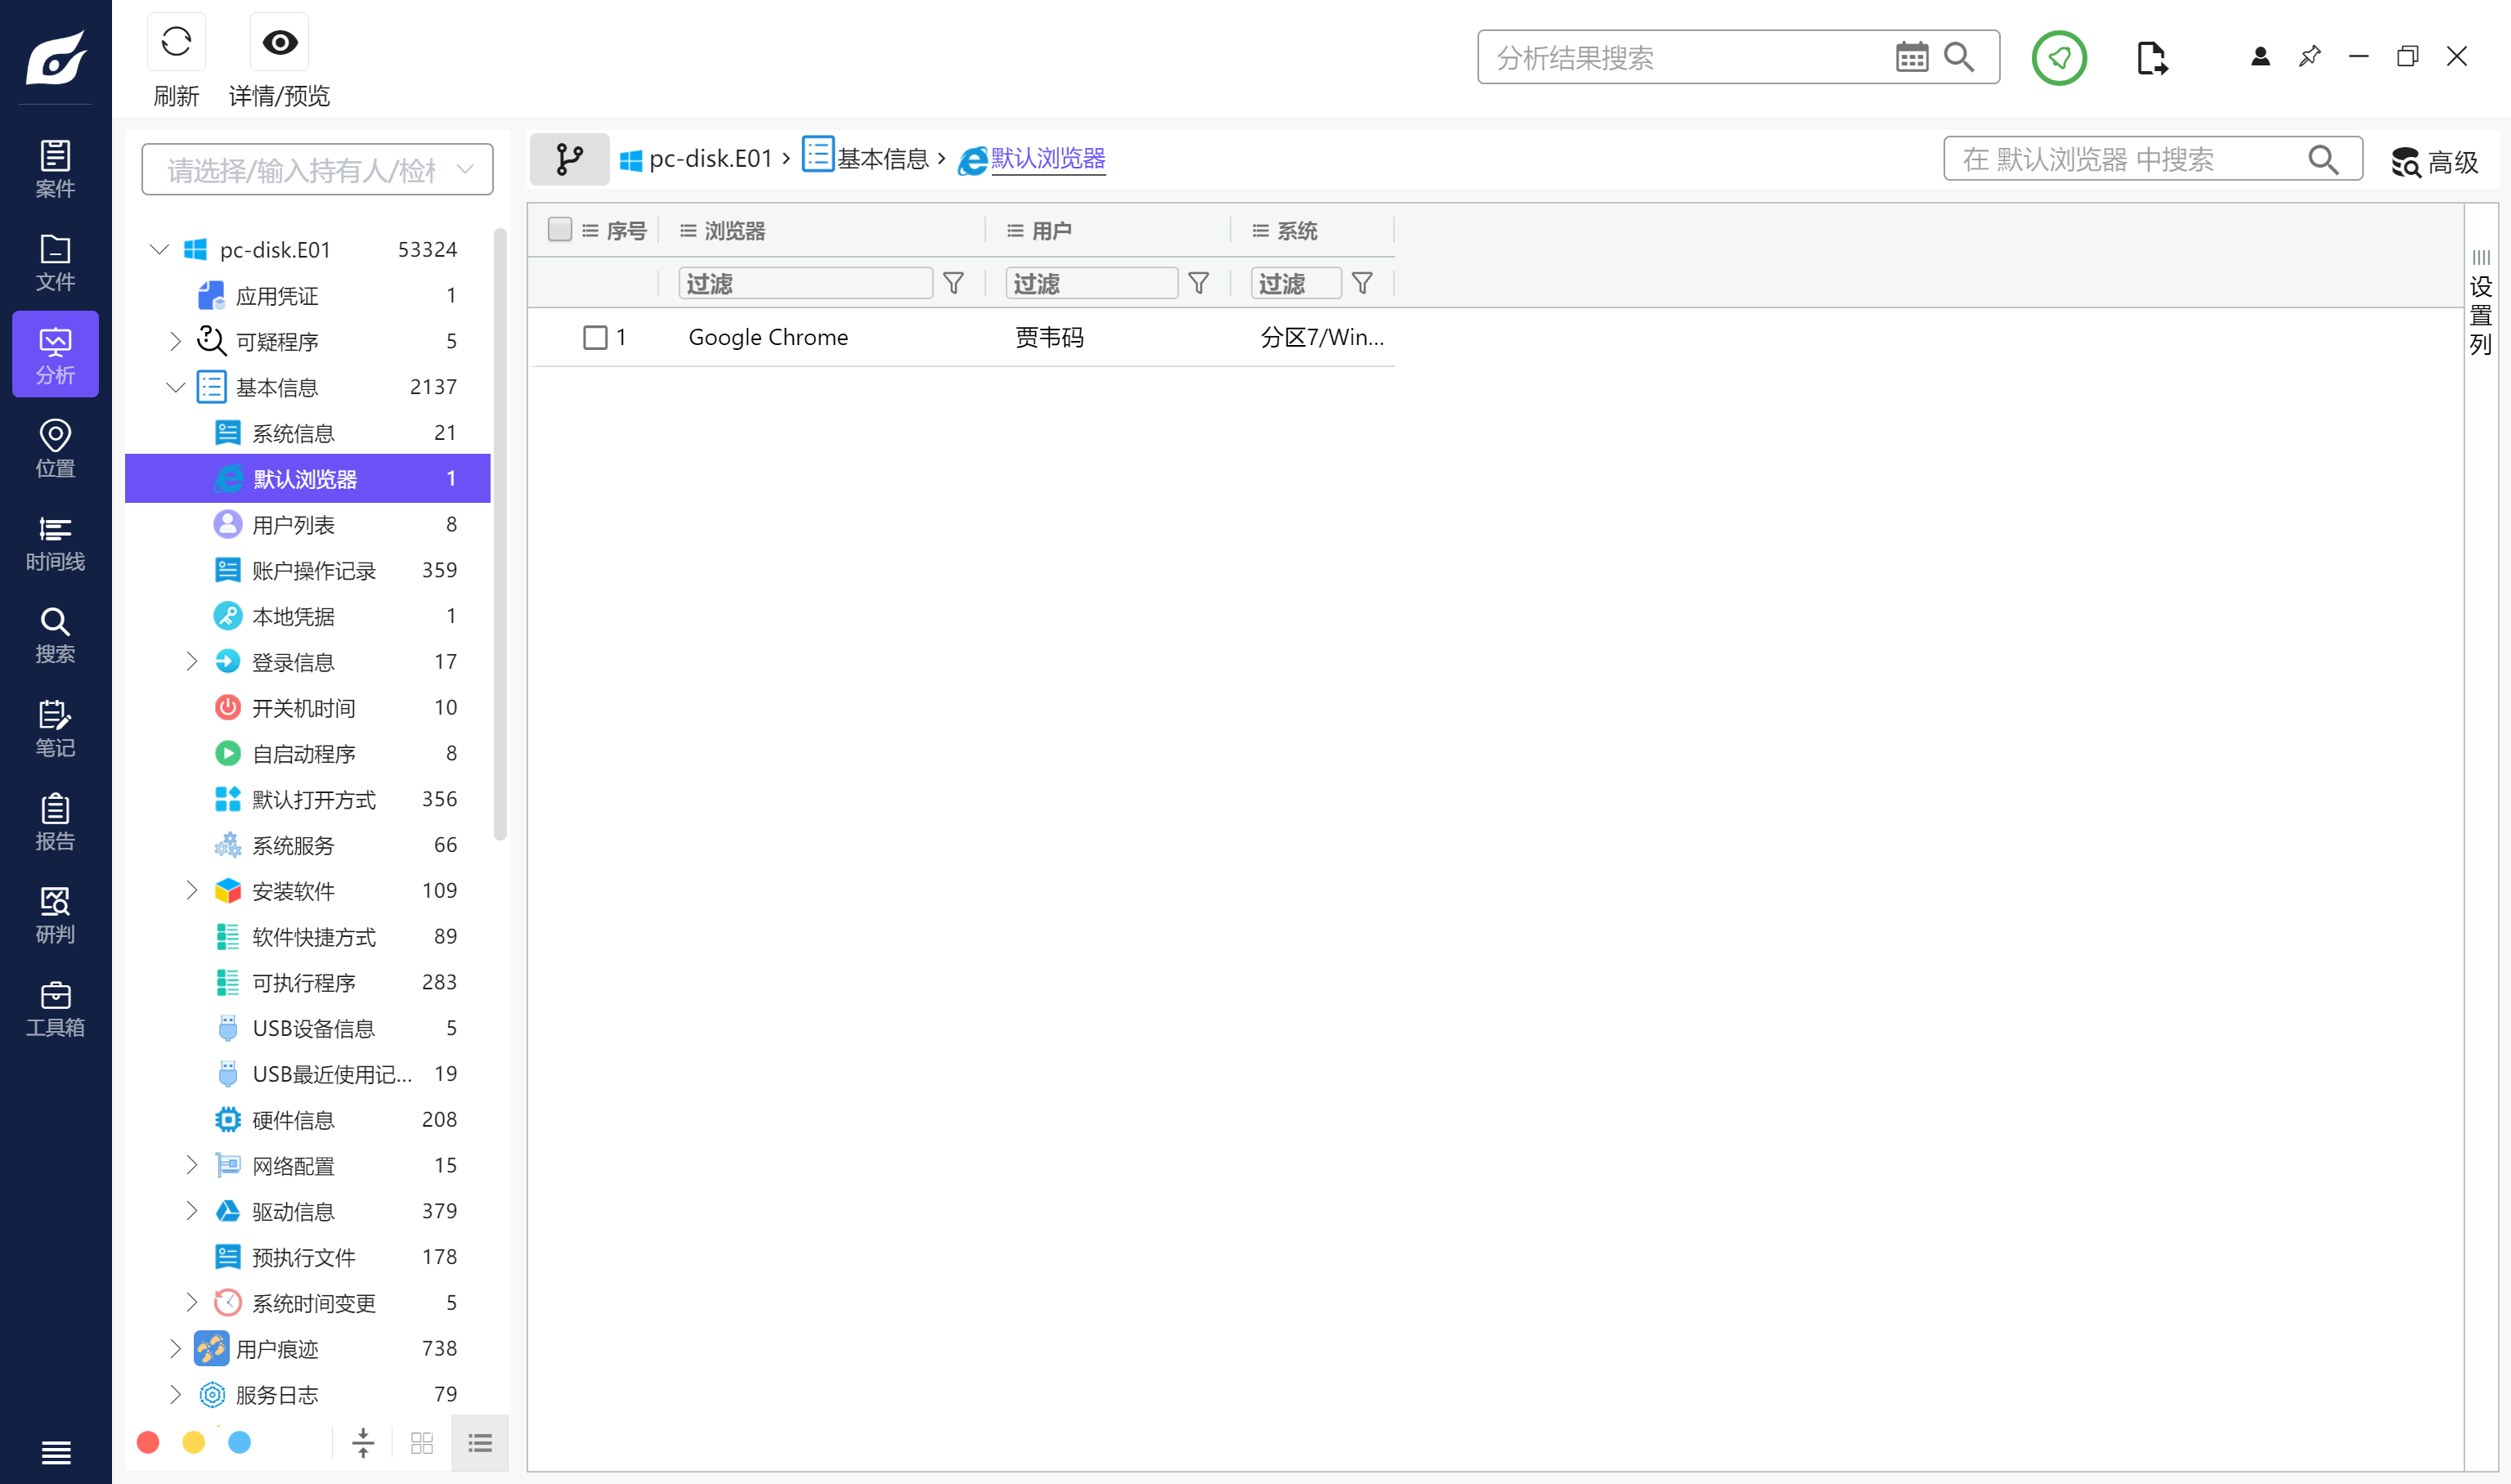 刷新
详情/预览
分析结果搜索
案件
文件
分析
位置
时间线
搜索
笔记
报告
研判
工具箱
请选择/输入持有人/检
pc-disk.E01 53324
应用凭证 1
可疑程序 5
基本信息 2137
系统信息 21
默认浏览器 1
用户列表 8
账户操作记录 359
本地凭据 1
登录信息 17
开关机时间 10
自启动程序 8
默认打开方式 356
系统服务 66
安装软件 109
软件快捷方式 89
可执行程序 283
USB设备信息 5
USB最近使用记... 19
硬件信息 208
网络配置 15
驱动信息 379
预执行文件 178
系统时间变更 5
用户痕迹 738
服务日志 79
pc-disk.E01 › 基本信息 › 默认浏览器
在 默认浏览器 中搜索
高级
序号 浏览器 用户 系统
过滤 过滤 过滤
1 Google Chrome 贾韦码 分区7/Win...
设置列